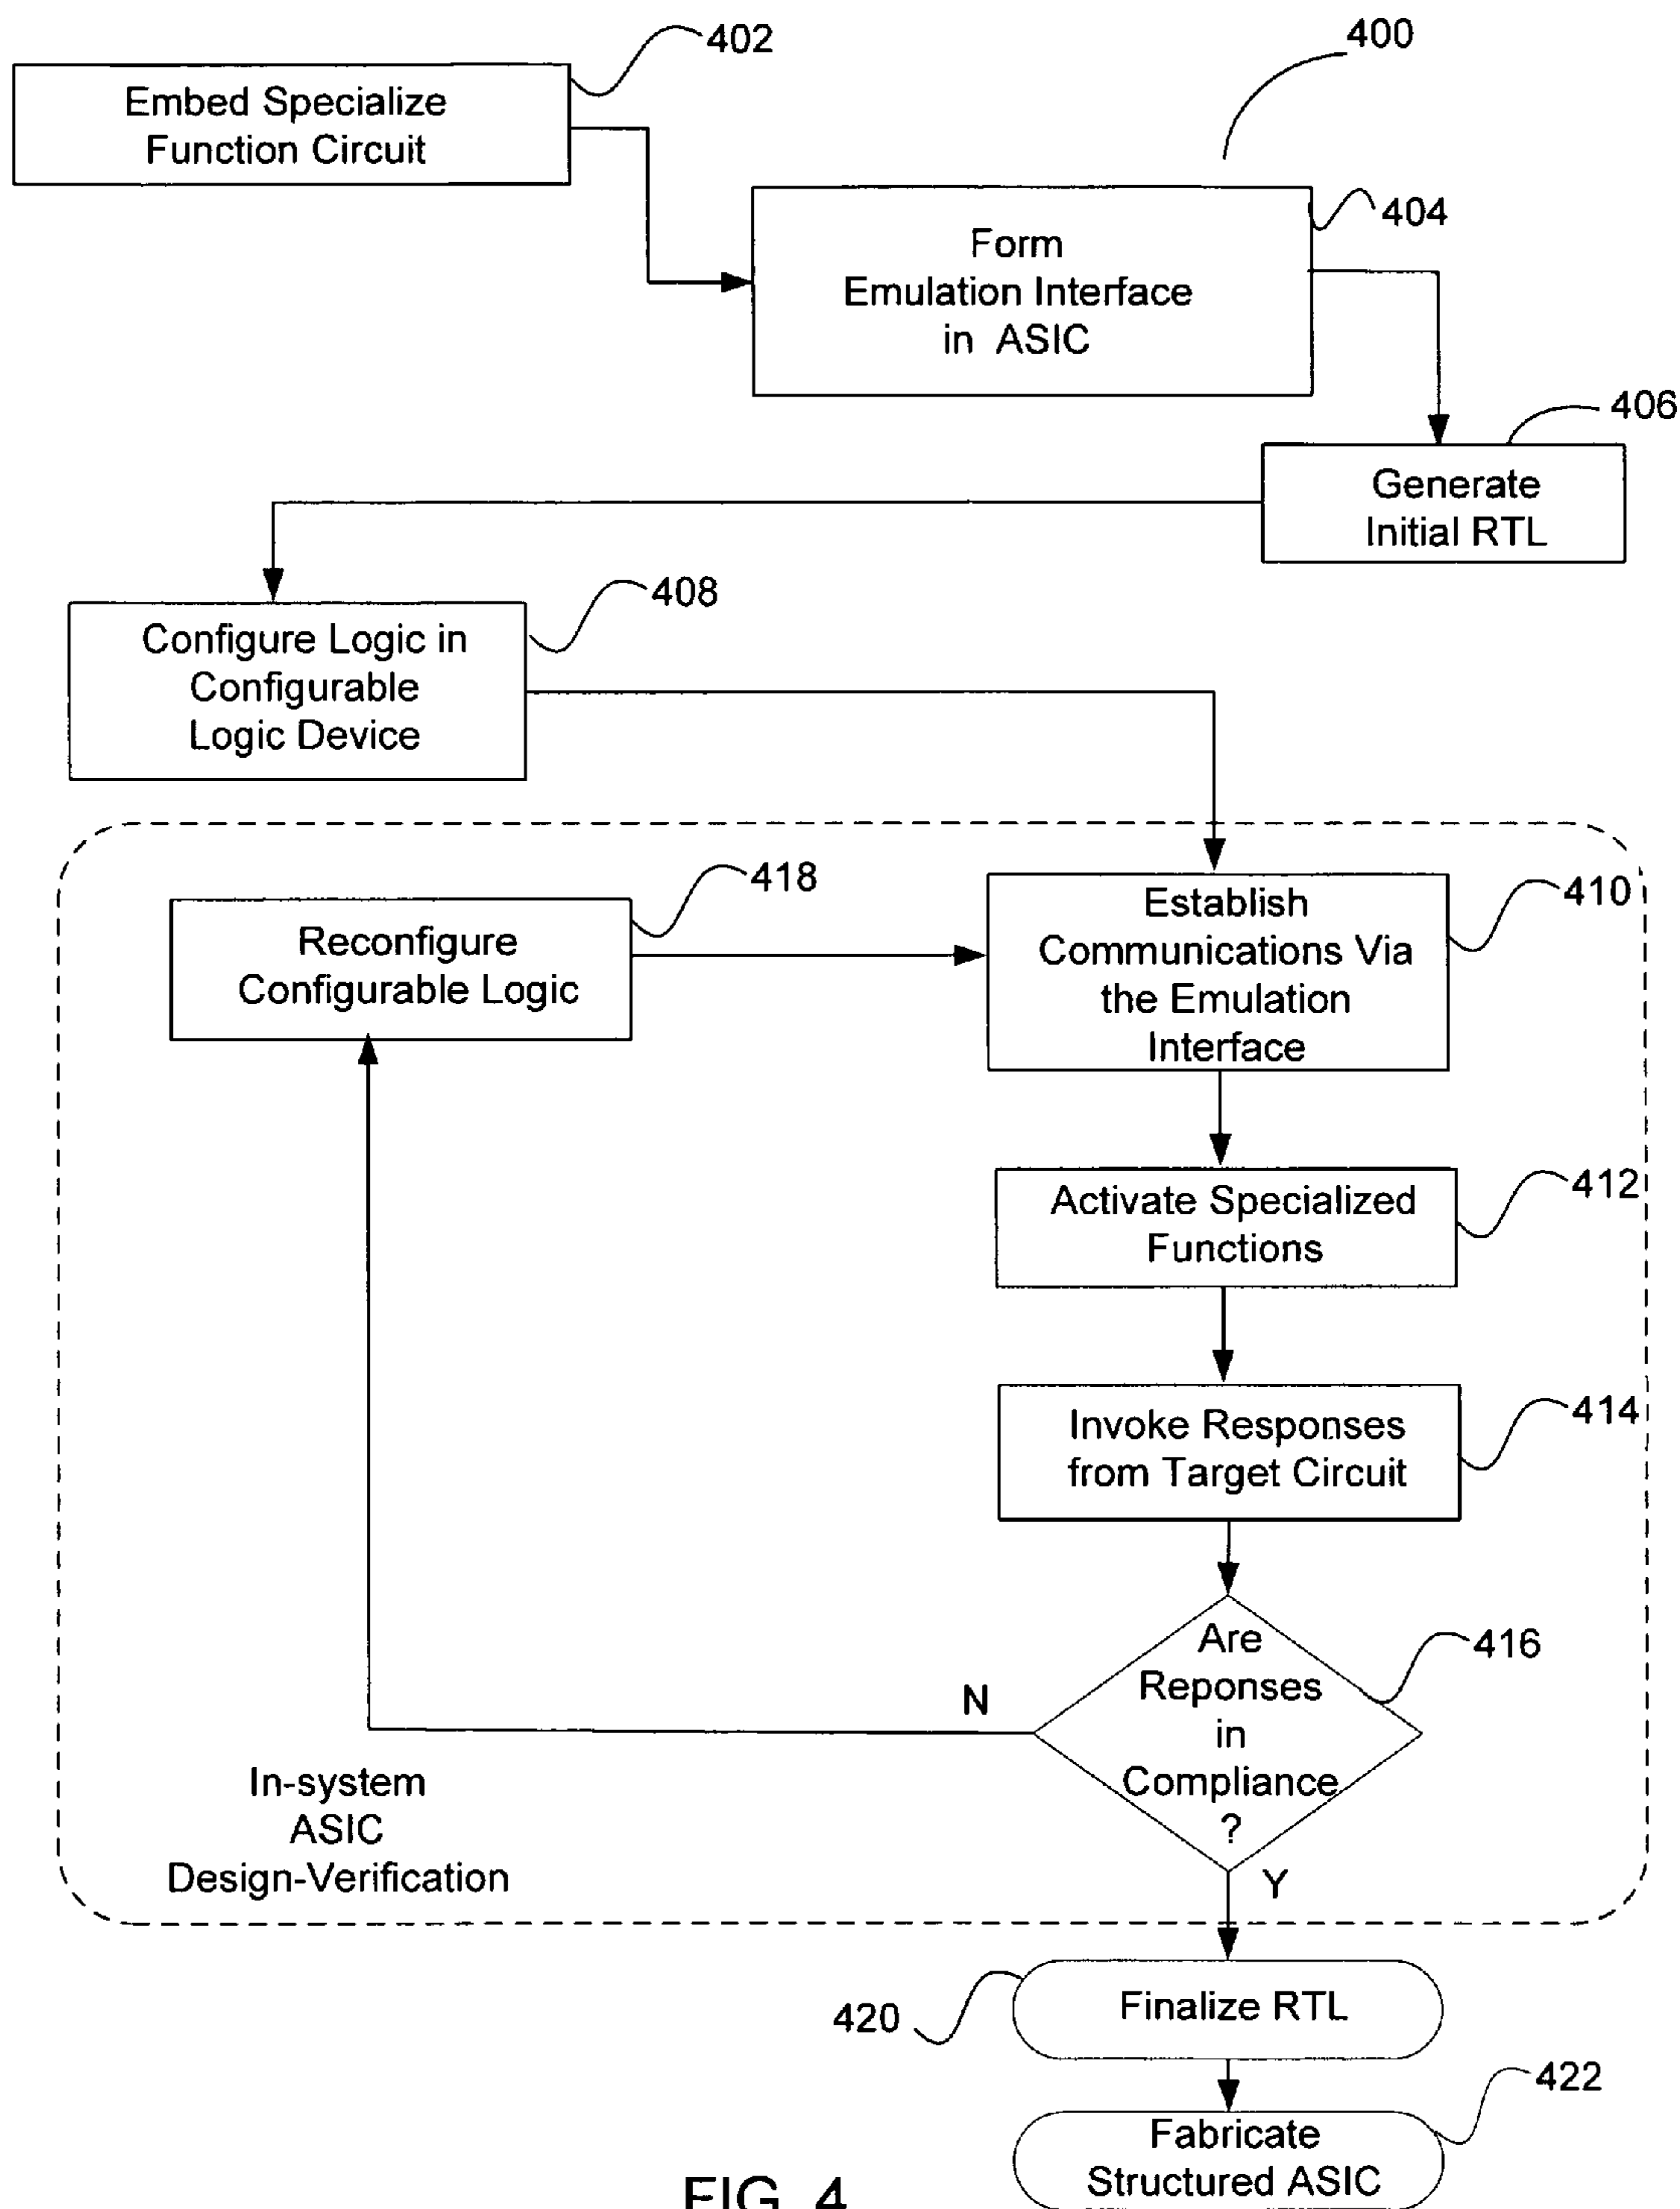 402
400
Embed Specialize
Function Circuit
404
Form
Emulation Interface
in ASIC
406
Generate
Initial RTL
408
Configure Logic in
Configurable
Logic Device
418
410
Reconfigure
Configurable Logic
Establish
Communications Via
the Emulation
Interface
412
Activate Specialized
Functions
414
Invoke Responses
from Target Circuit
416
Are
Reponses
in
Compliance
?
N
Y
In-system
ASIC
Design-Verification
420
Finalize RTL
422
Fabricate
Structured ASIC
FIG. 4